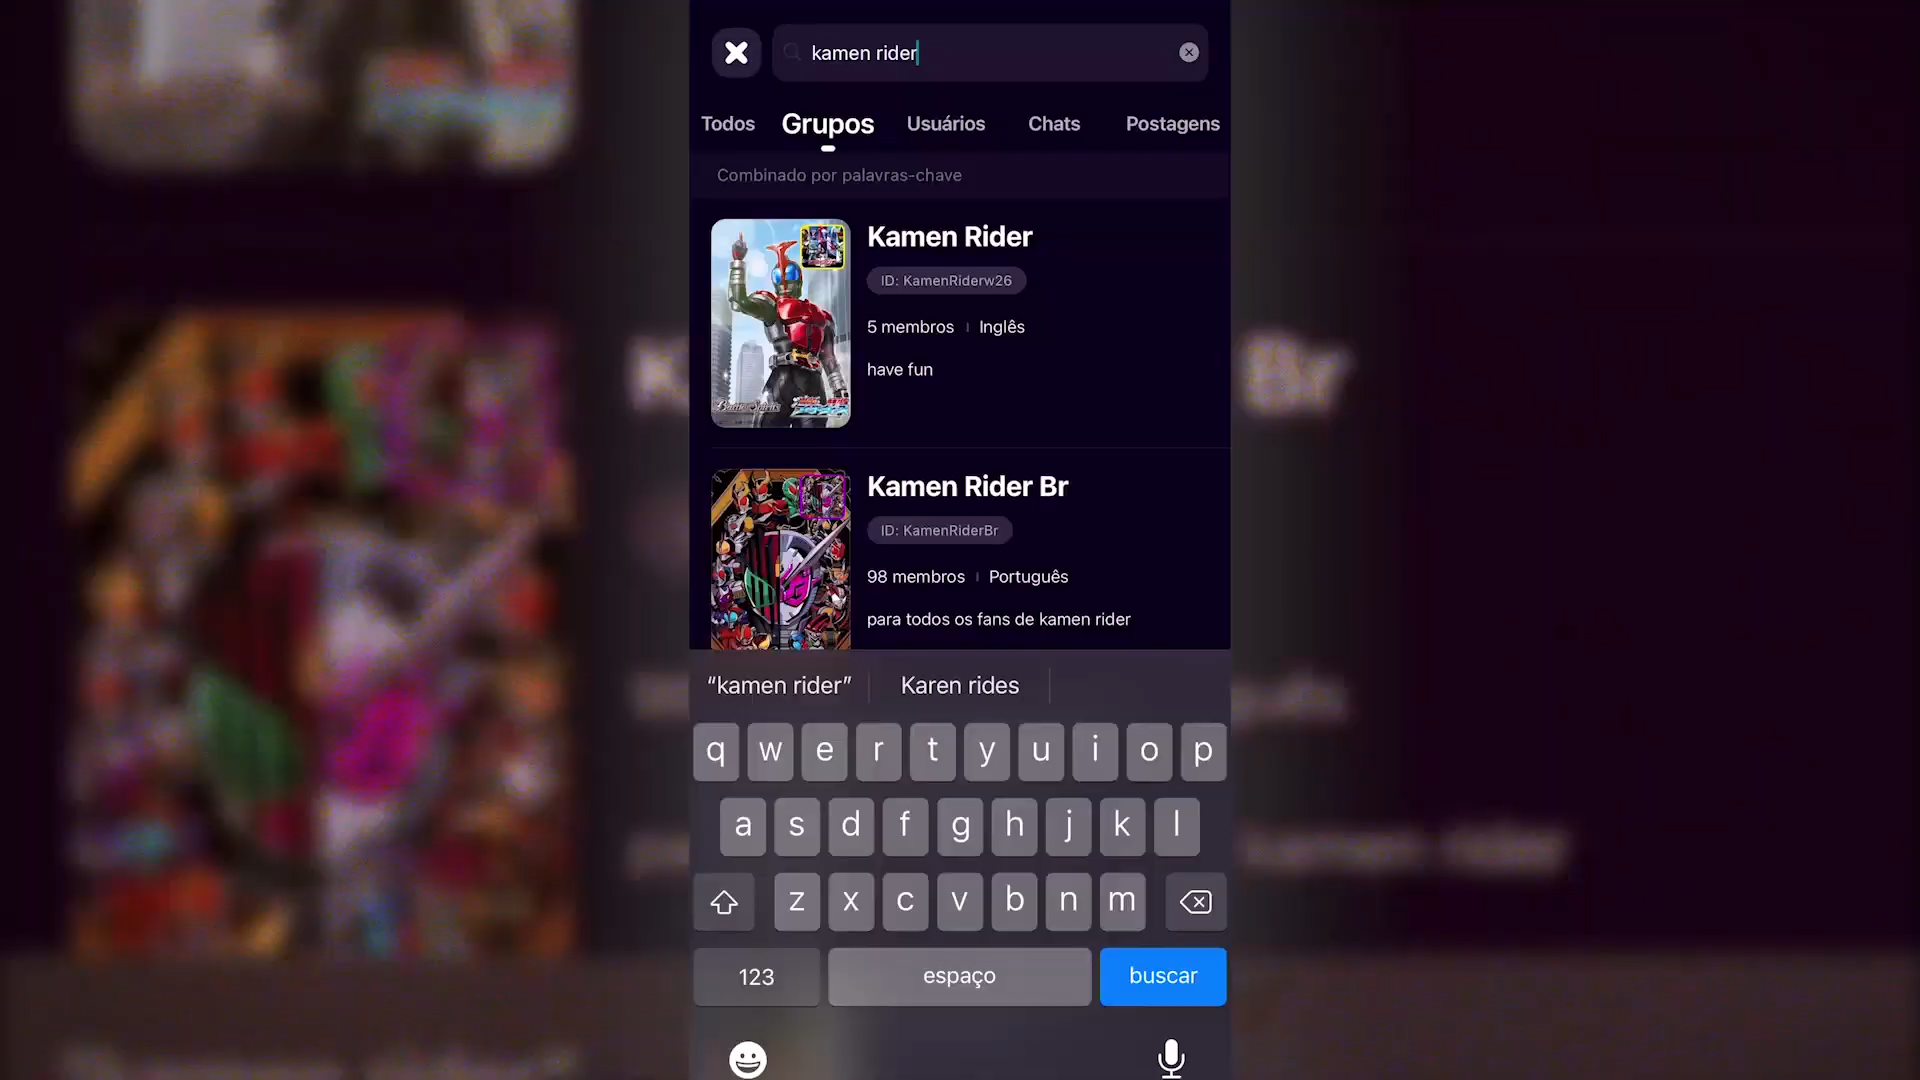 kamen rider
Todos Grupos Usuários Chats Postagens
Combinado por palavras-chave
Kamen Rider
ID: KamenRiderw26
5 membros Inglês
have fun
Kamen Rider Br
ID: KamenRiderBr
98 membros Português
para todos os fans de kamen rider
“kamen rider” Karen rides
q w e r t y u i o p
a s d f g h j k l
z x c v b n m
123 espaço buscar